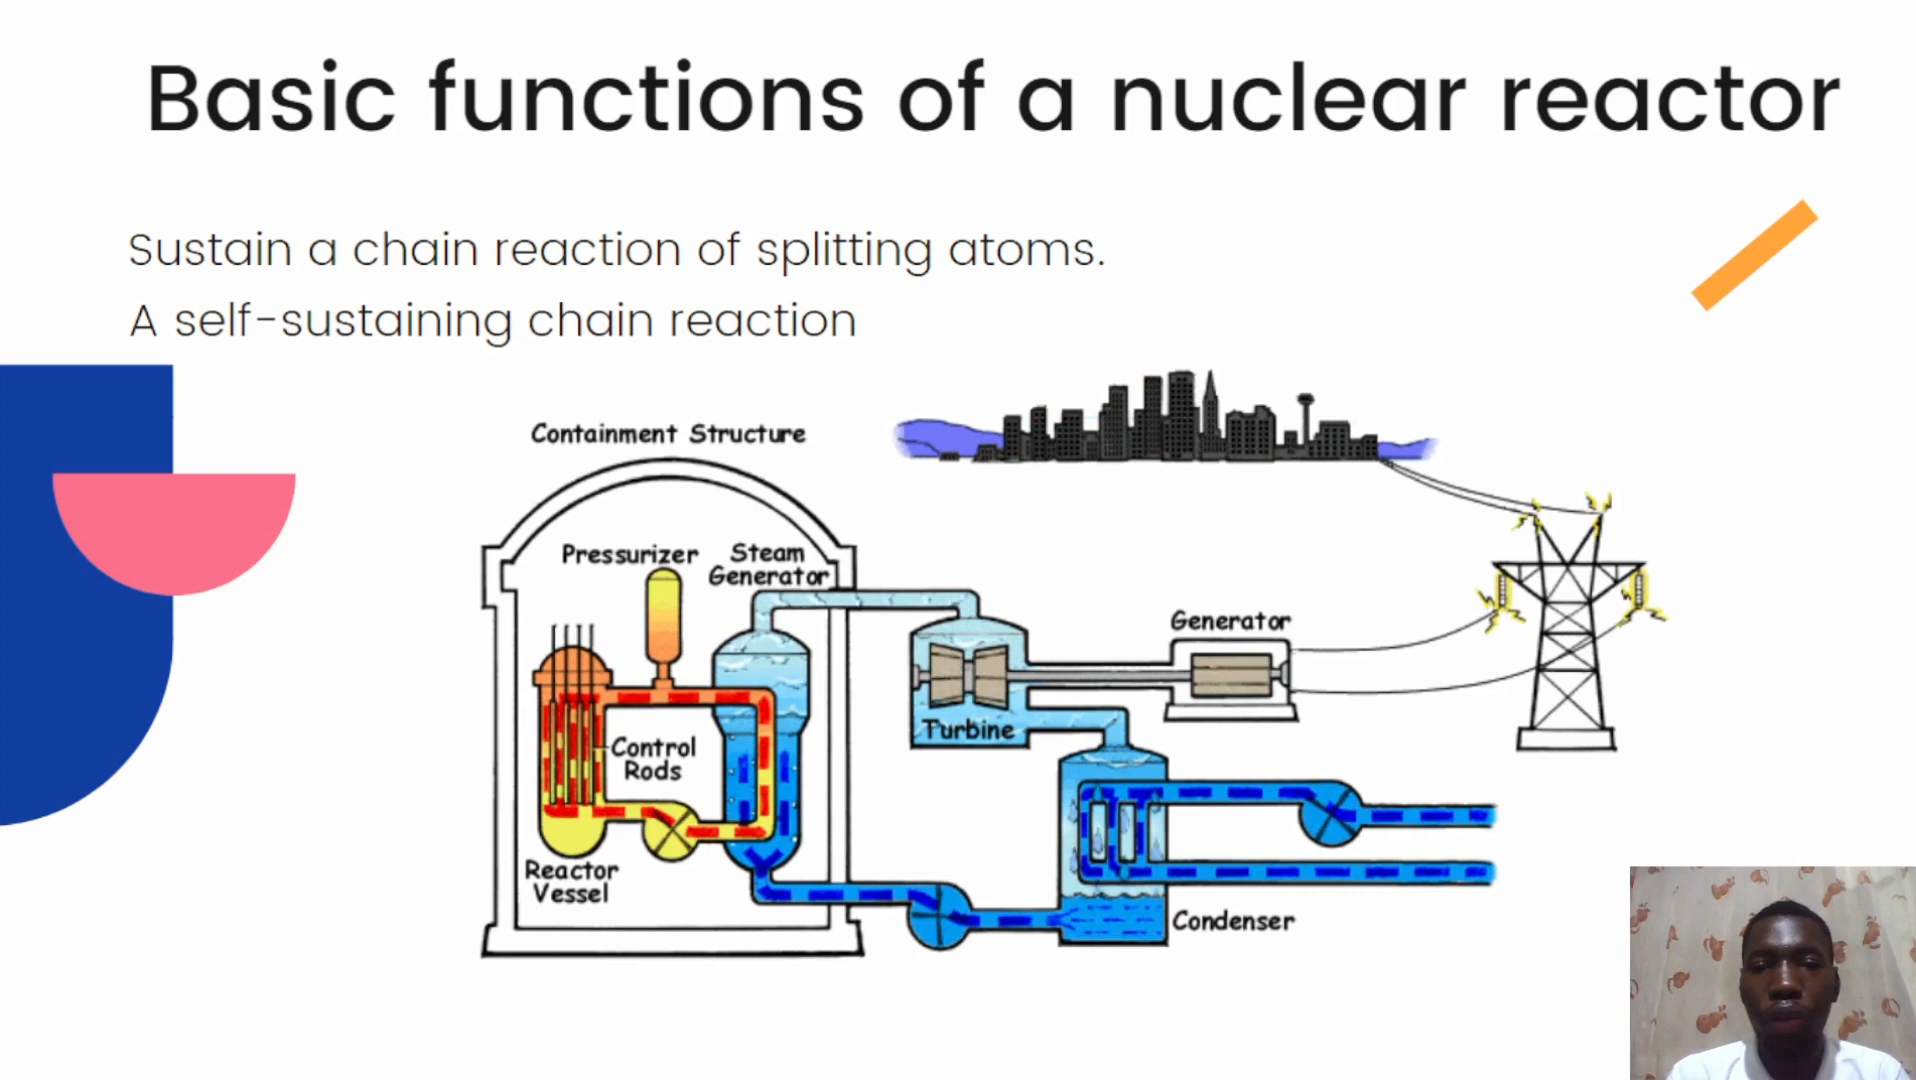 Basic functions of a nuclear reactor
Sustain a chain reaction of splitting atoms.
A self-sustaining chain reaction
Containment Structure
Pressurizer
Steam
Generator
Control
Rods
Reactor
Vessel
Turbine
Generator
Condenser